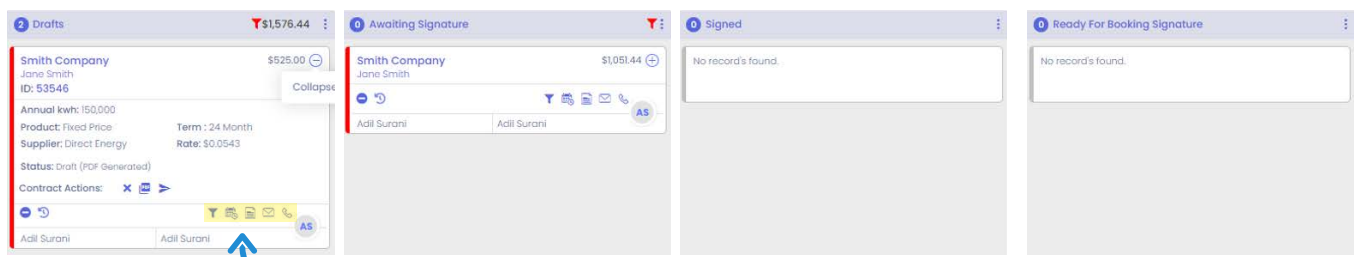 2 Drafts $1,576.44
Smith Company $525.00
Jane Smith
ID: 53546
Collapse
Annual kwh: 150,000
Product: Fixed Price Term : 24 Month
Supplier: Direct Energy Rate: $0.0543
Status: Draft (PDF Generated)
Contract Actions:
AS
Adil Surani Adil Surani
0 Awaiting Signature
Smith Company $1,051.44
Jane Smith
AS
Adil Surani Adil Surani
0 Signed
No record's found.
0 Ready For Booking Signature
No record's found.